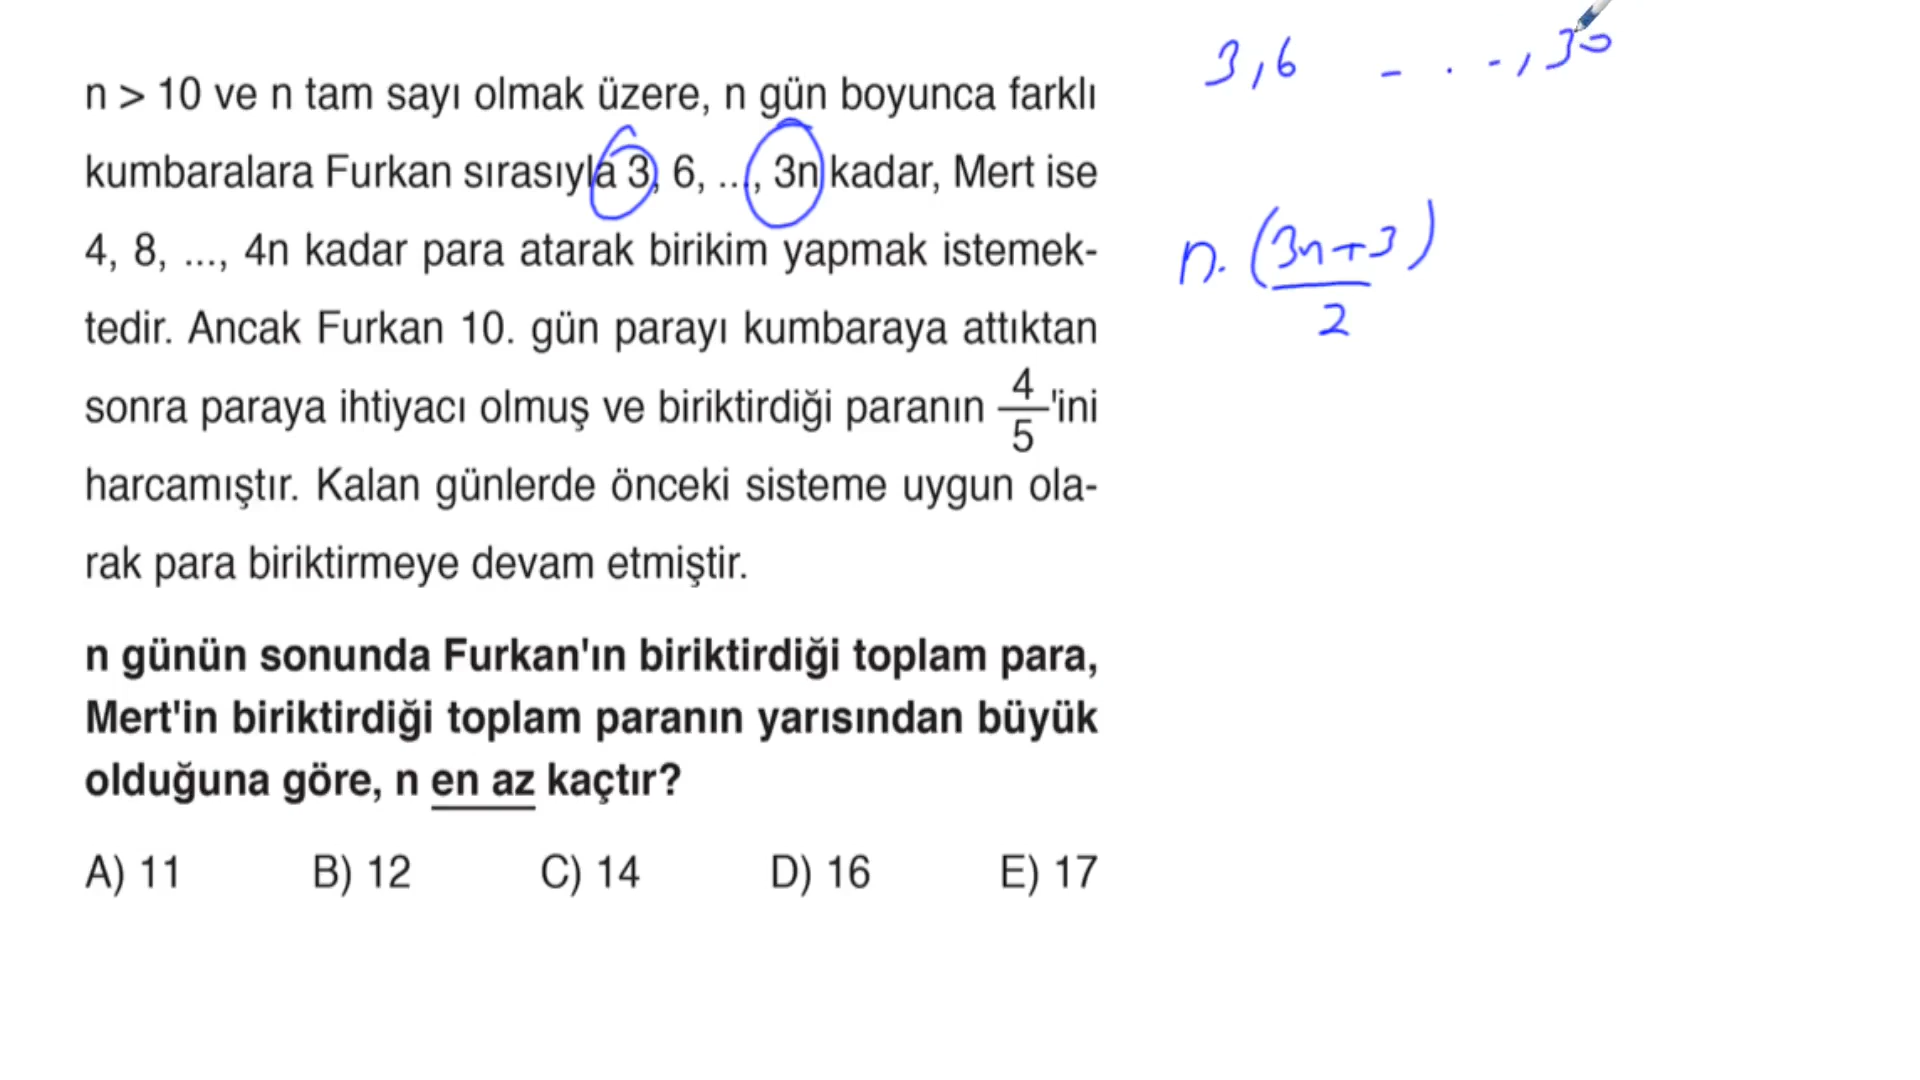 n > 10 ve n tam sayı olmak üzere, n gün boyunca farklı
kumbaralara Furkan sırasıyla 3, 6, ..., 3n kadar, Mert ise
4, 8, ..., 4n kadar para atarak birikim yapmak istemek-
tedir. Ancak Furkan 10. gün parayı kumbaraya attıktan
sonra paraya ihtiyacı olmuş ve biriktirdiği paranın 4/5'ini
harcamıştır. Kalan günlerde önceki sisteme uygun ola-
rak para biriktirmeye devam etmiştir.
n günün sonunda Furkan'ın biriktirdiği toplam para,
Mert'in biriktirdiği toplam paranın yarısından büyük
olduğuna göre, n en az kaçtır?
A) 11 B) 12 C) 14 D) 16 E) 17
3, 6 - . . - , 30
n. (3n+3)
2